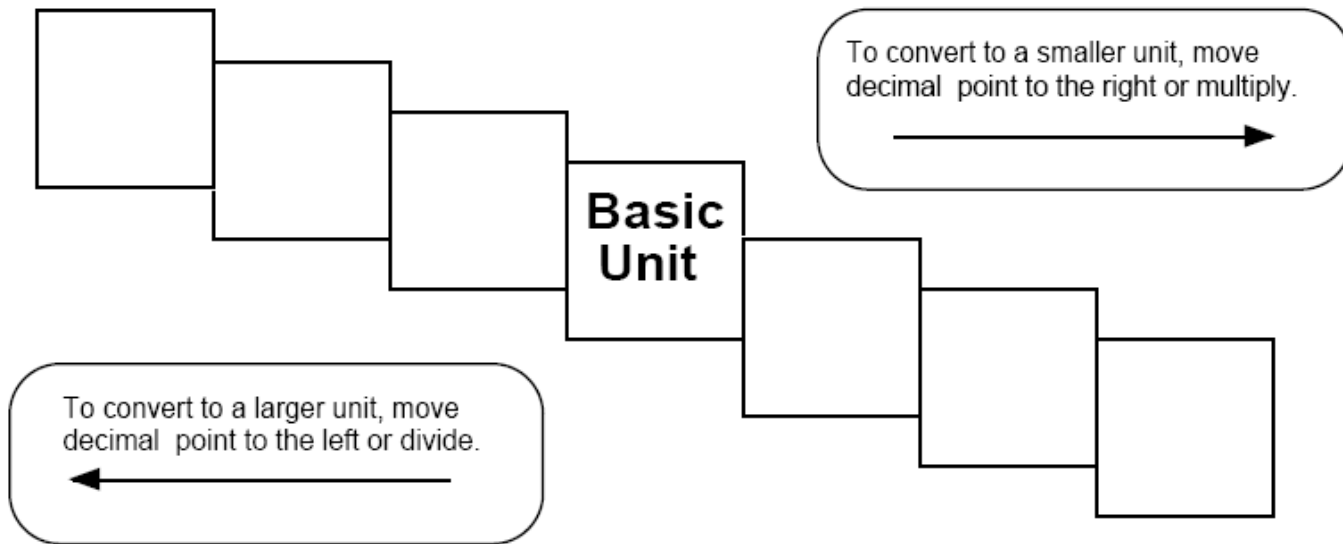 To convert to a smaller unit, move
decimal point to the right or multiply.
Basic
Unit
To convert to a larger unit, move
decimal point to the left or divide.